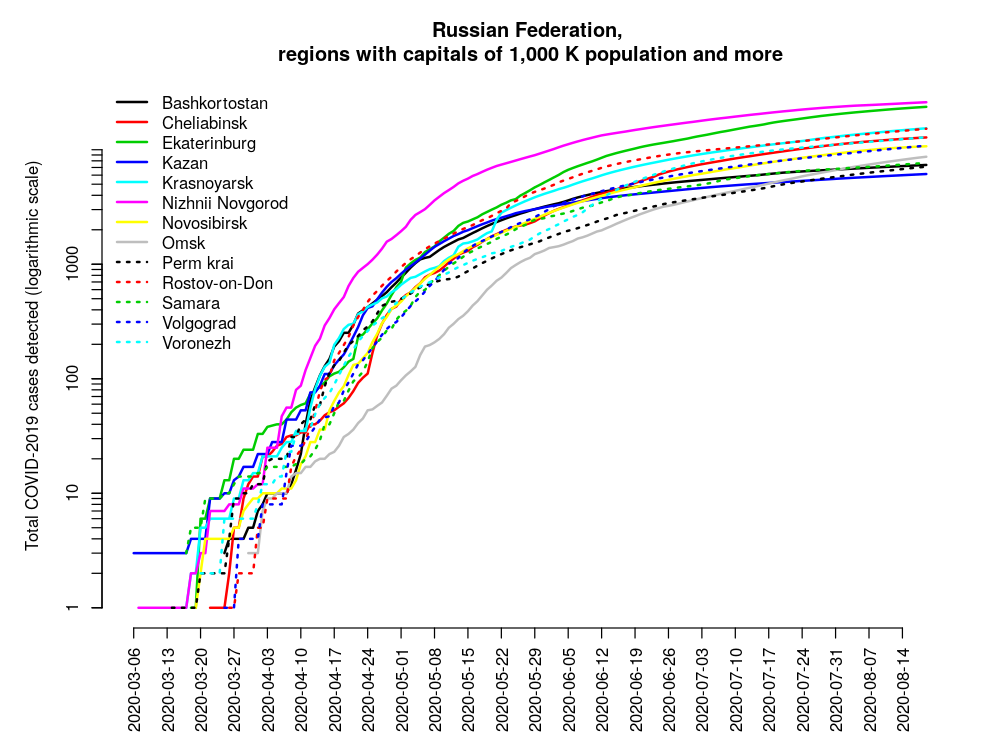 Russian Federation,
regions with capitals of 1,000 K population and more
Bashkortostan
Cheliabinsk
Ekaterinburg
Kazan
Krasnoyarsk
Nizhnii Novgorod
Novosibirsk
Omsk
Perm krai
Rostov-on-Don
Samara
Volgograd
Voronezh
Total COVID-2019 cases detected (logarithmic scale)
1000
100
10
1
2020-03-06
2020-03-13
2020-03-20
2020-03-27
2020-04-03
2020-04-10
2020-04-17
2020-04-24
2020-05-01
2020-05-08
2020-05-15
2020-05-22
2020-05-29
2020-06-05
2020-06-12
2020-06-19
2020-06-26
2020-07-03
2020-07-10
2020-07-17
2020-07-24
2020-07-31
2020-08-07
2020-08-14